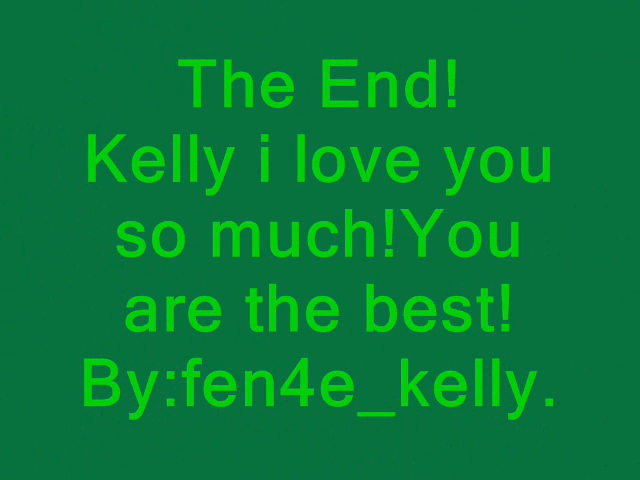 The End!
Kelly i love you
so much!You
are the best!
By:fen4e_kelly.